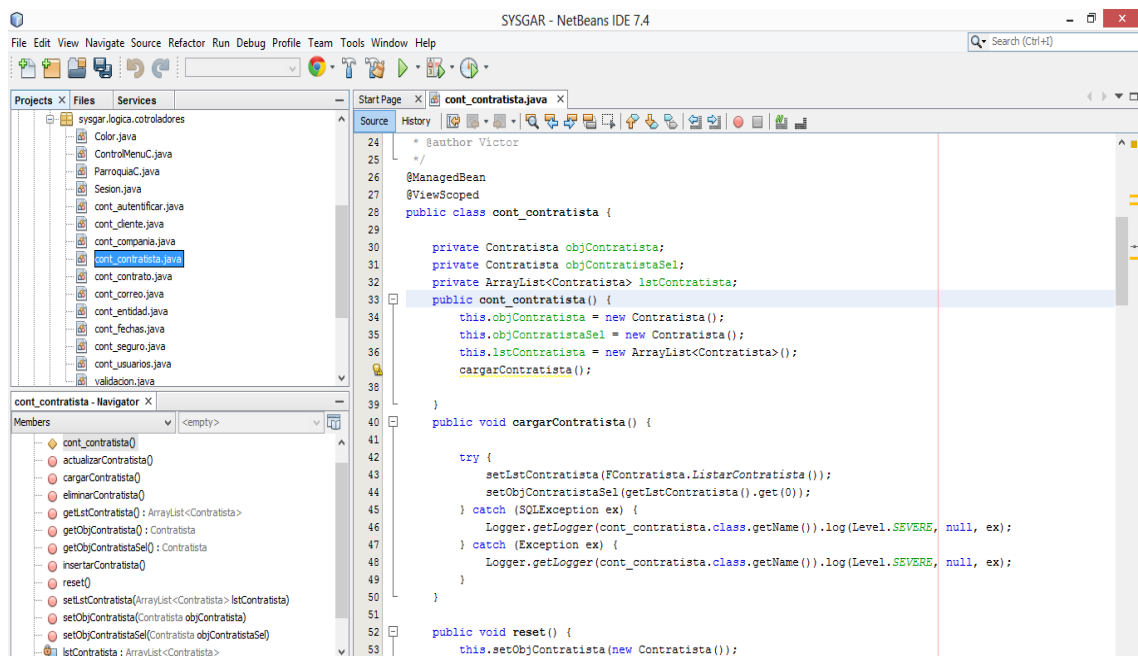 SYSGAR - NetBeans IDE 7.4
File Edit View Navigate Source Refactor Run Debug Profile Team Tools Window Help
Search (Ctrl+I)
Projects Files Services
sysgar.logica.cotroladores
Color.java
ControlMenuC.java
ParroquiaC.java
Sesion.java
cont_autentificar.java
cont_cliente.java
cont_compania.java
cont_contratista.java
cont_contrato.java
cont_correo.java
cont_entidad.java
cont_fechas.java
cont_seguro.java
cont_usuarios.java
validacion.java
cont_contratista - Navigator
Members <empty>
cont_contratista()
actualizarContratista()
cargarContratista()
eliminarContratista()
getLstContratista() : ArrayList<Contratista>
getObjContratista() : Contratista
getObjContratistaSel() : Contratista
insertarContratista()
reset()
setLstContratista(ArrayList<Contratista> lstContratista)
setObjContratista(Contratista objContratista)
setObjContratistaSel(Contratista objContratistaSel)
lstContratista : ArrayList<Contratista>
Start Page cont_contratista.java
Source History
24 * @author Victor
25 */
26 @ManagedBean
27 @ViewScoped
28 public class cont_contratista {
29
30 private Contratista objContratista;
31 private Contratista objContratistaSel;
32 private ArrayList<Contratista> lstContratista;
33 public cont_contratista() {
34 this.objContratista = new Contratista();
35 this.objContratistaSel = new Contratista();
36 this.lstContratista = new ArrayList<Contratista>();
cargarContratista();
38
39 }
40 public void cargarContratista() {
41
42 try {
43 setLstContratista(FContratista.ListarContratista());
44 setObjContratistaSel(getLstContratista().get(0));
45 } catch (SQLException ex) {
46 Logger.getLogger(cont_contratista.class.getName()).log(Level.SEVERE, null, ex);
47 } catch (Exception ex) {
48 Logger.getLogger(cont_contratista.class.getName()).log(Level.SEVERE, null, ex);
49 }
50 }
51
52 public void reset() {
53 this.setObjContratista(new Contratista());